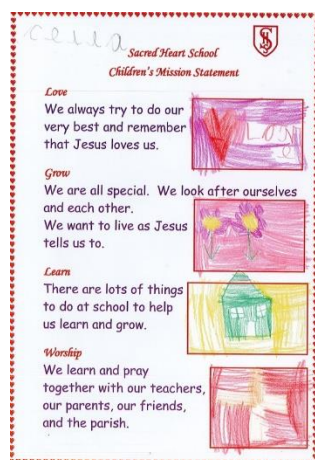 Celia
Sacred Heart School
Children's Mission Statement
Love
We always try to do our
very best and remember
that Jesus loves us.
Love
Grow
We are all special. We look after ourselves
and each other.
We want to live as Jesus
tells us to.
Learn
There are lots of things
to do at school to help
us learn and grow.
Worship
We learn and pray
together with our teachers,
our parents, our friends,
and the parish.